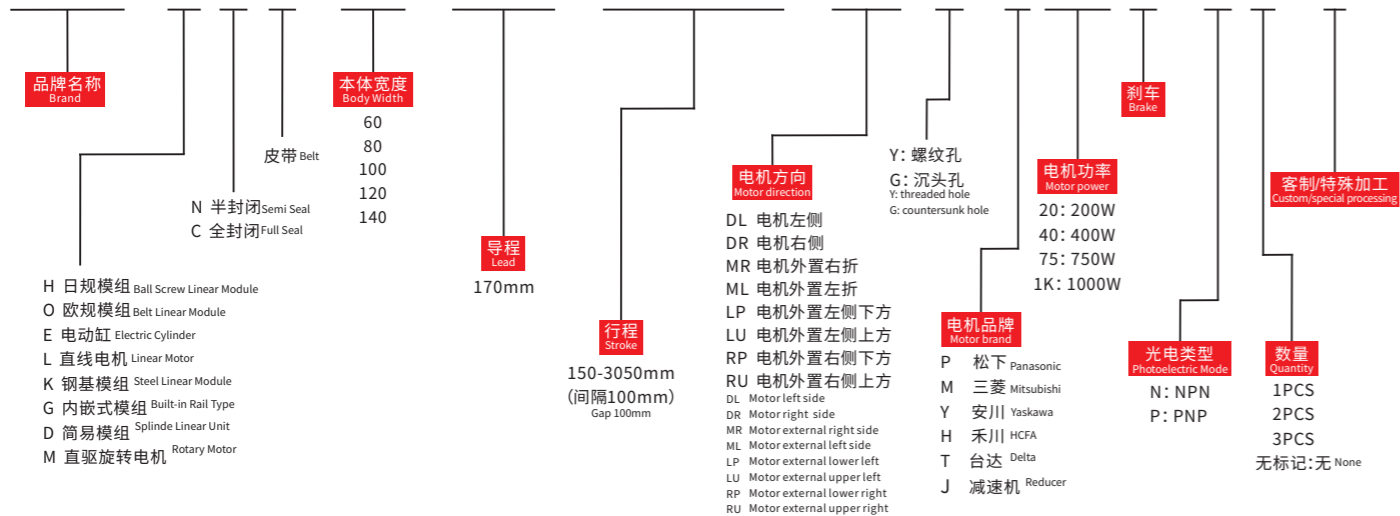 品牌名称
Brand
H 日规模组 Ball Screw Linear Module
O 欧规模组 Belt Linear Module
E 电动缸 Electric Cylinder
L 直线电机 Linear Motor
K 钢基模组 Steel Linear Module
G 内嵌式模组 Built-in Rail Type
D 简易模组 Splinde Linear Unit
M 直驱旋转电机 Rotary Motor
N 半封闭 Semi Seal
C 全封闭 Full Seal
皮带 Belt
本体宽度
Body Width
60
80
100
120
140
导程
Lead
170mm
行程
Stroke
150-3050mm
（间隔100mm）
Gap 100mm
电机方向
Motor direction
DL 电机左侧
DR 电机右侧
MR 电机外置右折
ML 电机外置左折
LP 电机外置左侧下方
LU 电机外置左侧上方
RP 电机外置右侧下方
RU 电机外置右侧上方
DL Motor left side
DR Motor right side
MR Motor external right side
ML Motor external left side
LP Motor external lower left
LU Motor external upper left
RP Motor external lower right
RU Motor external upper right
Y：螺纹孔
G：沉头孔
Y: threaded hole
G: countersunk hole
电机品牌
Motor brand
P 松下 Panasonic
M 三菱 Mitsubishi
Y 安川 Yaskawa
H 禾川 HCFA
T 台达 Delta
J 减速机 Reducer
电机功率
Motor power
20：200W
40：400W
75：750W
1K：1000W
刹车
Brake
光电类型
Photoelectric Mode
N：NPN
P：PNP
数量
Quantity
1PCS
2PCS
3PCS
无标记：无 None
客制/特殊加工
Custom/special processing